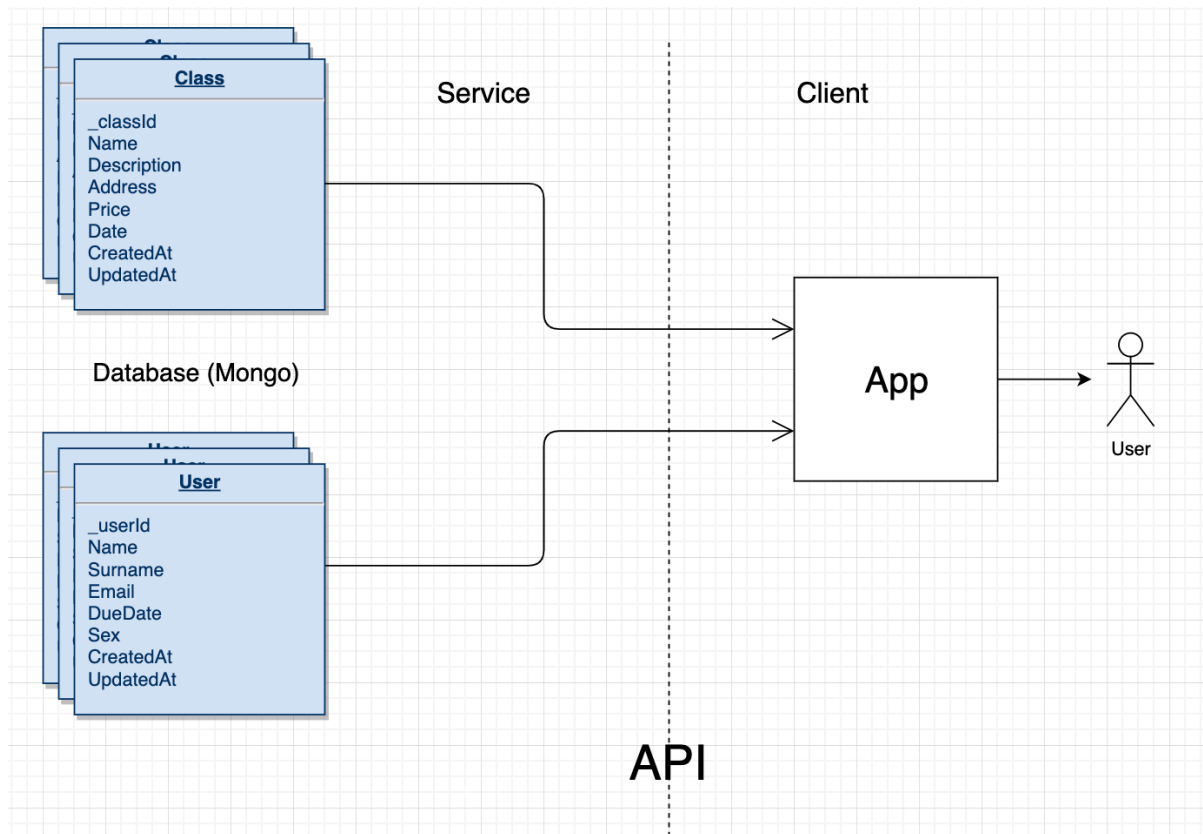 Class
_classId
Name
Description
Address
Price
Date
CreatedAt
UpdatedAt
Service
Client
Database (Mongo)
App
User
User
_userId
Name
Surname
Email
DueDate
Sex
CreatedAt
UpdatedAt
API